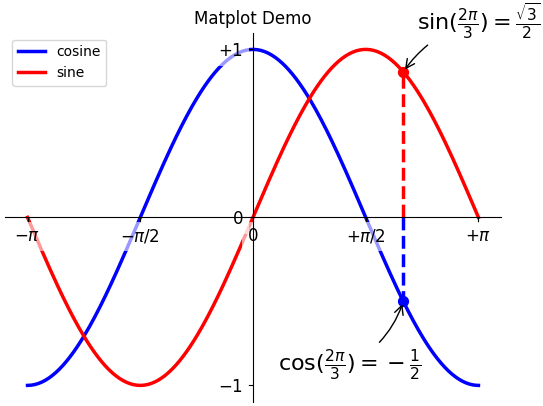 Matplot Demo
sin(2π/3) = √3/2
cosine
sine
+1
0
−π
−π/2
0
+π/2
+π
cos(2π/3) = −1/2
−1